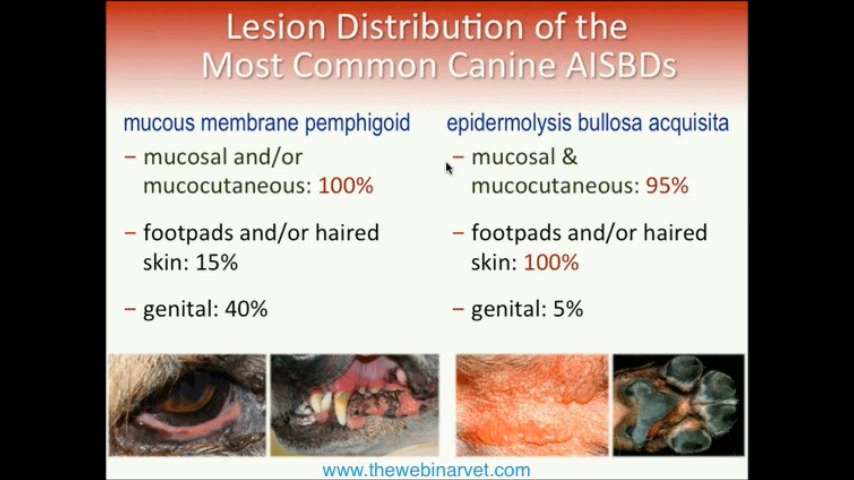 Lesion Distribution of the
Most Common Canine AISBDs
mucous membrane pemphigoid
– mucosal and/or
mucocutaneous: 100%
– footpads and/or haired
skin: 15%
– genital: 40%
epidermolysis bullosa acquisita
– mucosal &
mucocutaneous: 95%
– footpads and/or haired
skin: 100%
– genital: 5%
www.thewebinarvet.com